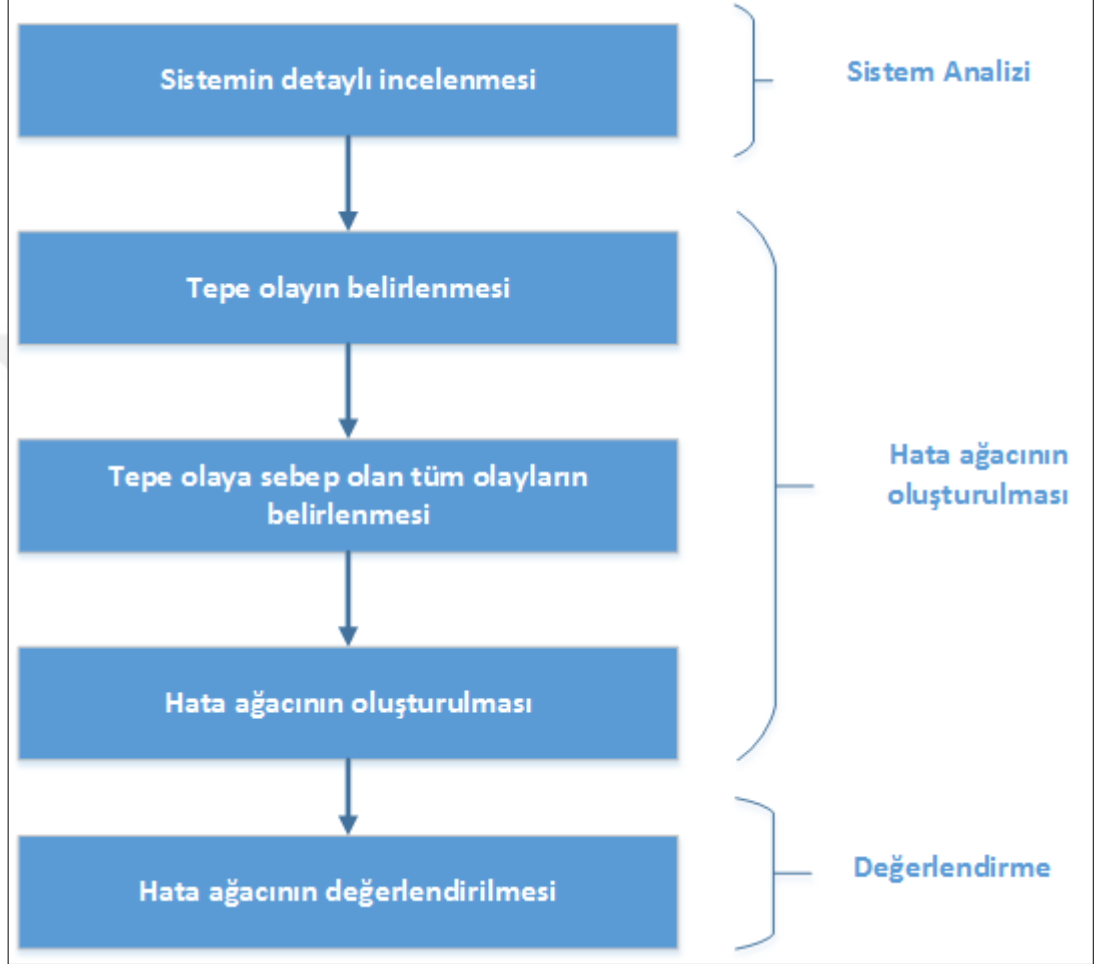 Sistemin detaylı incelenmesi
Sistem Analizi
Tepe olayın belirlenmesi
Tepe olaya sebep olan tüm olayların
belirlenmesi
Hata ağacının
oluşturulması
Hata ağacının oluşturulması
Hata ağacının değerlendirilmesi
Değerlendirme